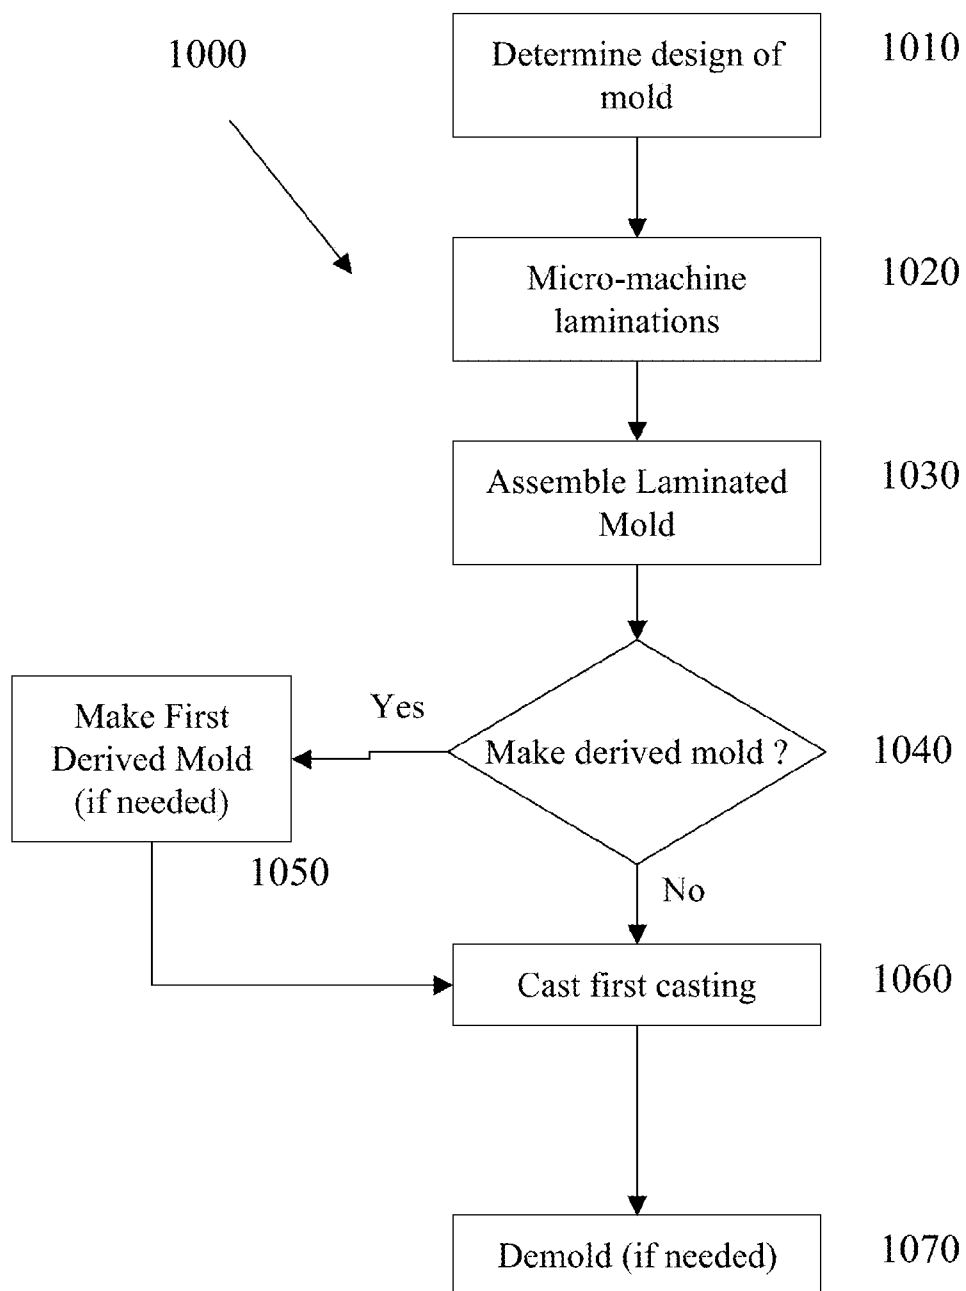 1000
Determine design of
mold
1010
Micro-machine
laminations
1020
Assemble Laminated
Mold
1030
Make derived mold ?
1040
Yes
Make First
Derived Mold
(if needed)
1050
No
Cast first casting
1060
Demold (if needed)
1070